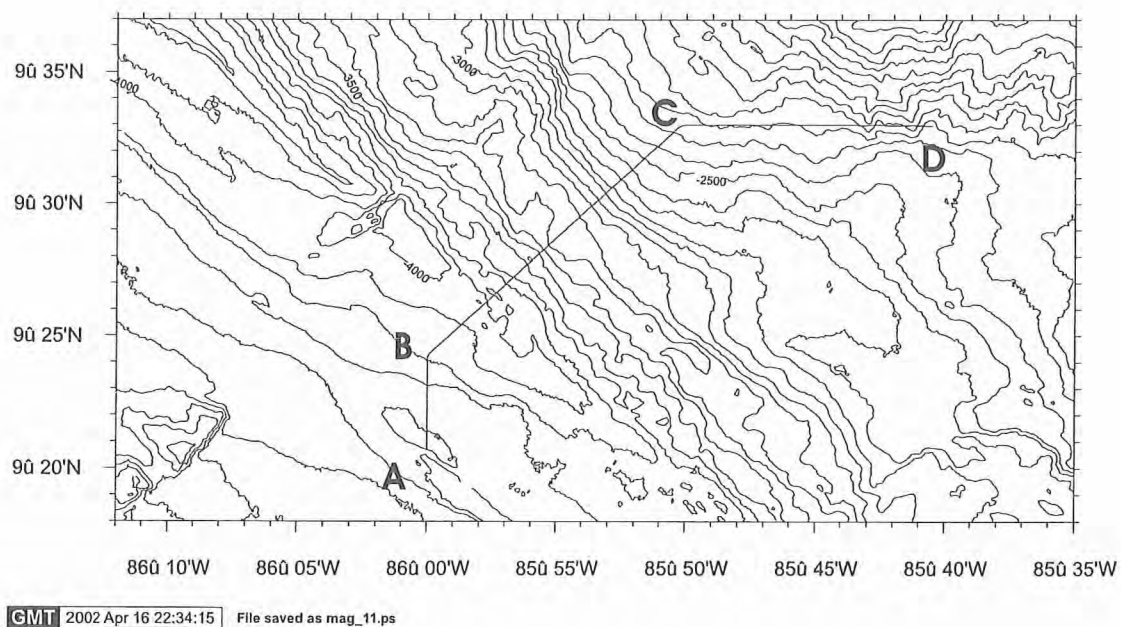 9û 35'N
9û 30'N
9û 25'N
9û 20'N
-4000
3500
-3000
-2500
-4000
A
B
C
D
86û 10'W 86û 05'W 86û 00'W 85û 55'W 85û 50'W 85û 45'W 85û 40'W 85û 35'W
GMT 2002 Apr 16 22:34:15 File saved as mag_11.ps